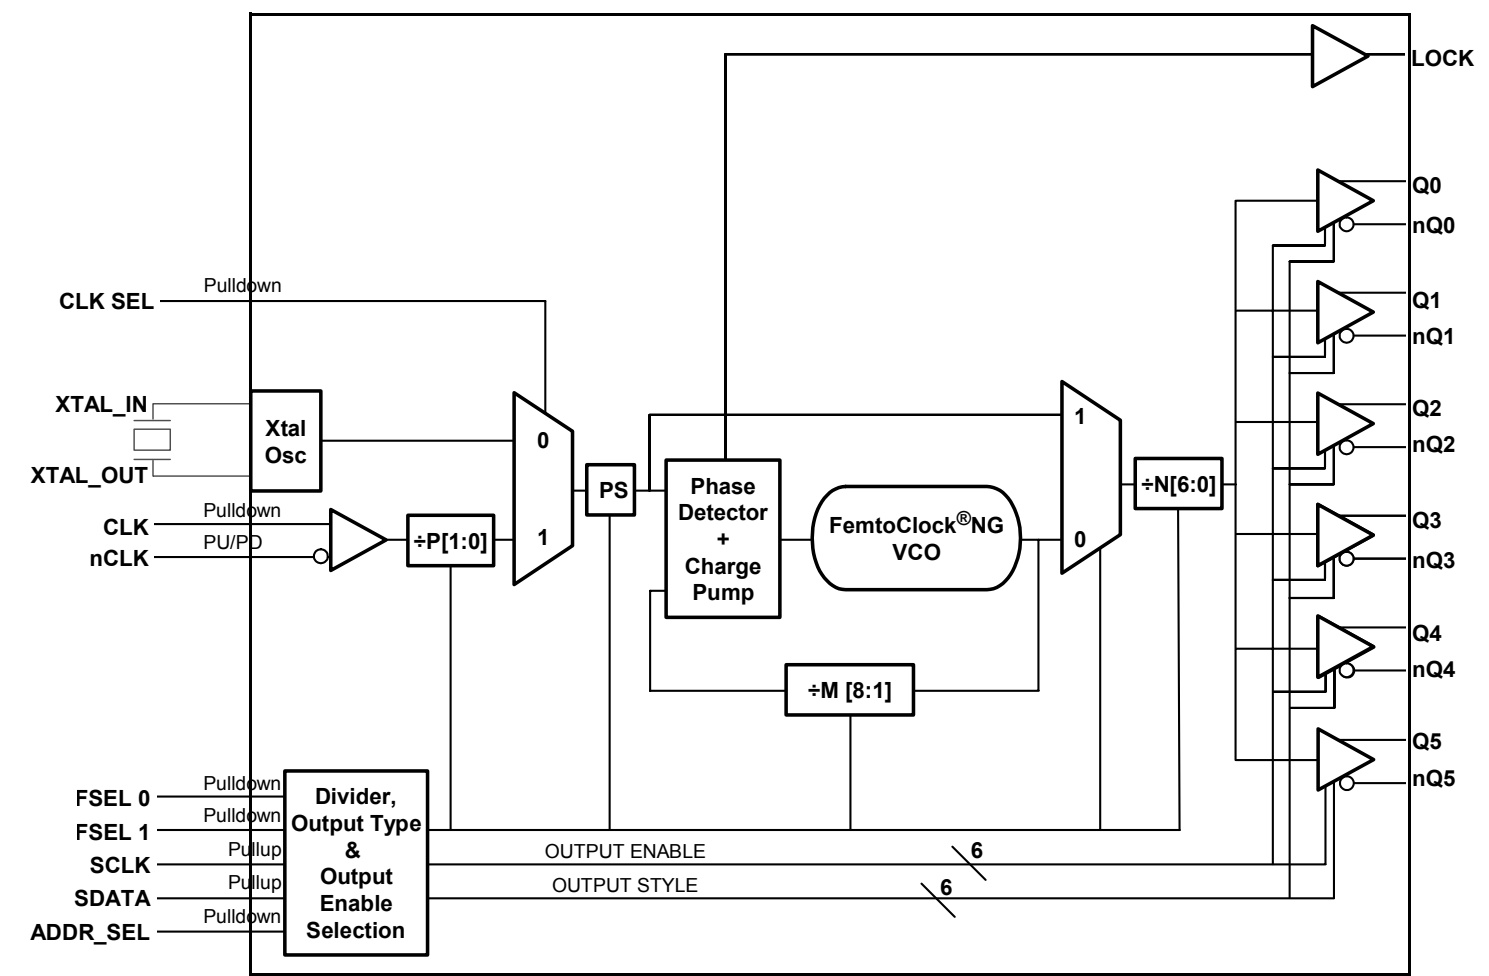 LOCK
Q0
nQ0
Pulldown
CLK SEL
Q1
nQ1
XTAL_IN
Xtal
Osc
XTAL_OUT
0
1
PS
1
0
Q2
nQ2
Phase
Detector
+
Charge
Pump
FemtoClock®NG
VCO
÷N[6:0]
Pulldown
CLK
PU/PD
nCLK
÷P[1:0]
Q3
nQ3
÷M [8:1]
Q4
nQ4
Q5
nQ5
Pulldown
FSEL 0
Pulldown
FSEL 1
Pullup
SCLK
Pullup
SDATA
Pulldown
ADDR_SEL
Divider,
Output Type
&
Output
Enable
Selection
OUTPUT ENABLE
6
OUTPUT STYLE
6